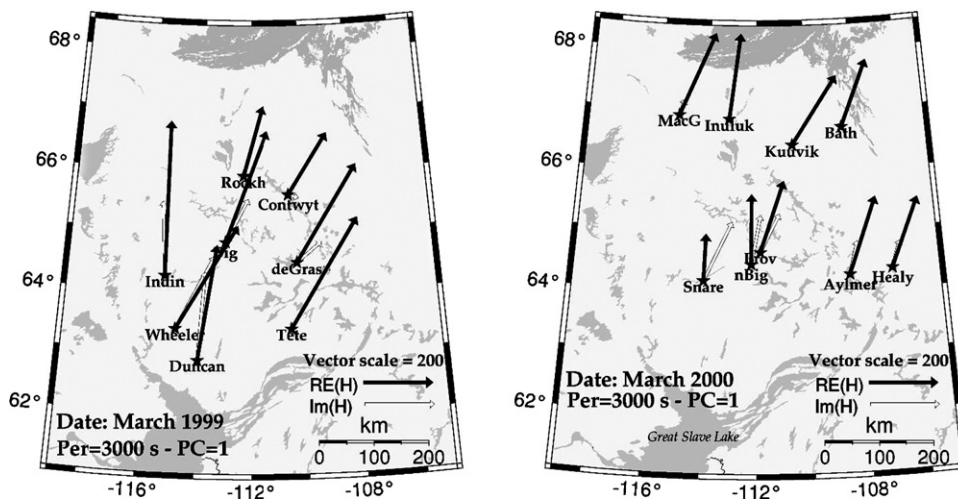 68°
66°
64°
62°
Rockh
Contwyt
Big
deGras
Indin
Wheeler
Tete
Duncan
Vector scale = 200
RE(H)
Im(H)
Date: March 1999
km
Per=3000 s - PC=1
0 100 200
-116° -112° -108°
68°
66°
64°
62°
MacG
Inuluk
Bath
Kuuvik
Lrov
nBig
Snare
Aylmer
Healy
Vector scale = 200
Date: March 2000
RE(H)
Per=3000 s - PC=1
Im(H)
km
Great Slave Lake
0 100 200
-116° -112° -108°